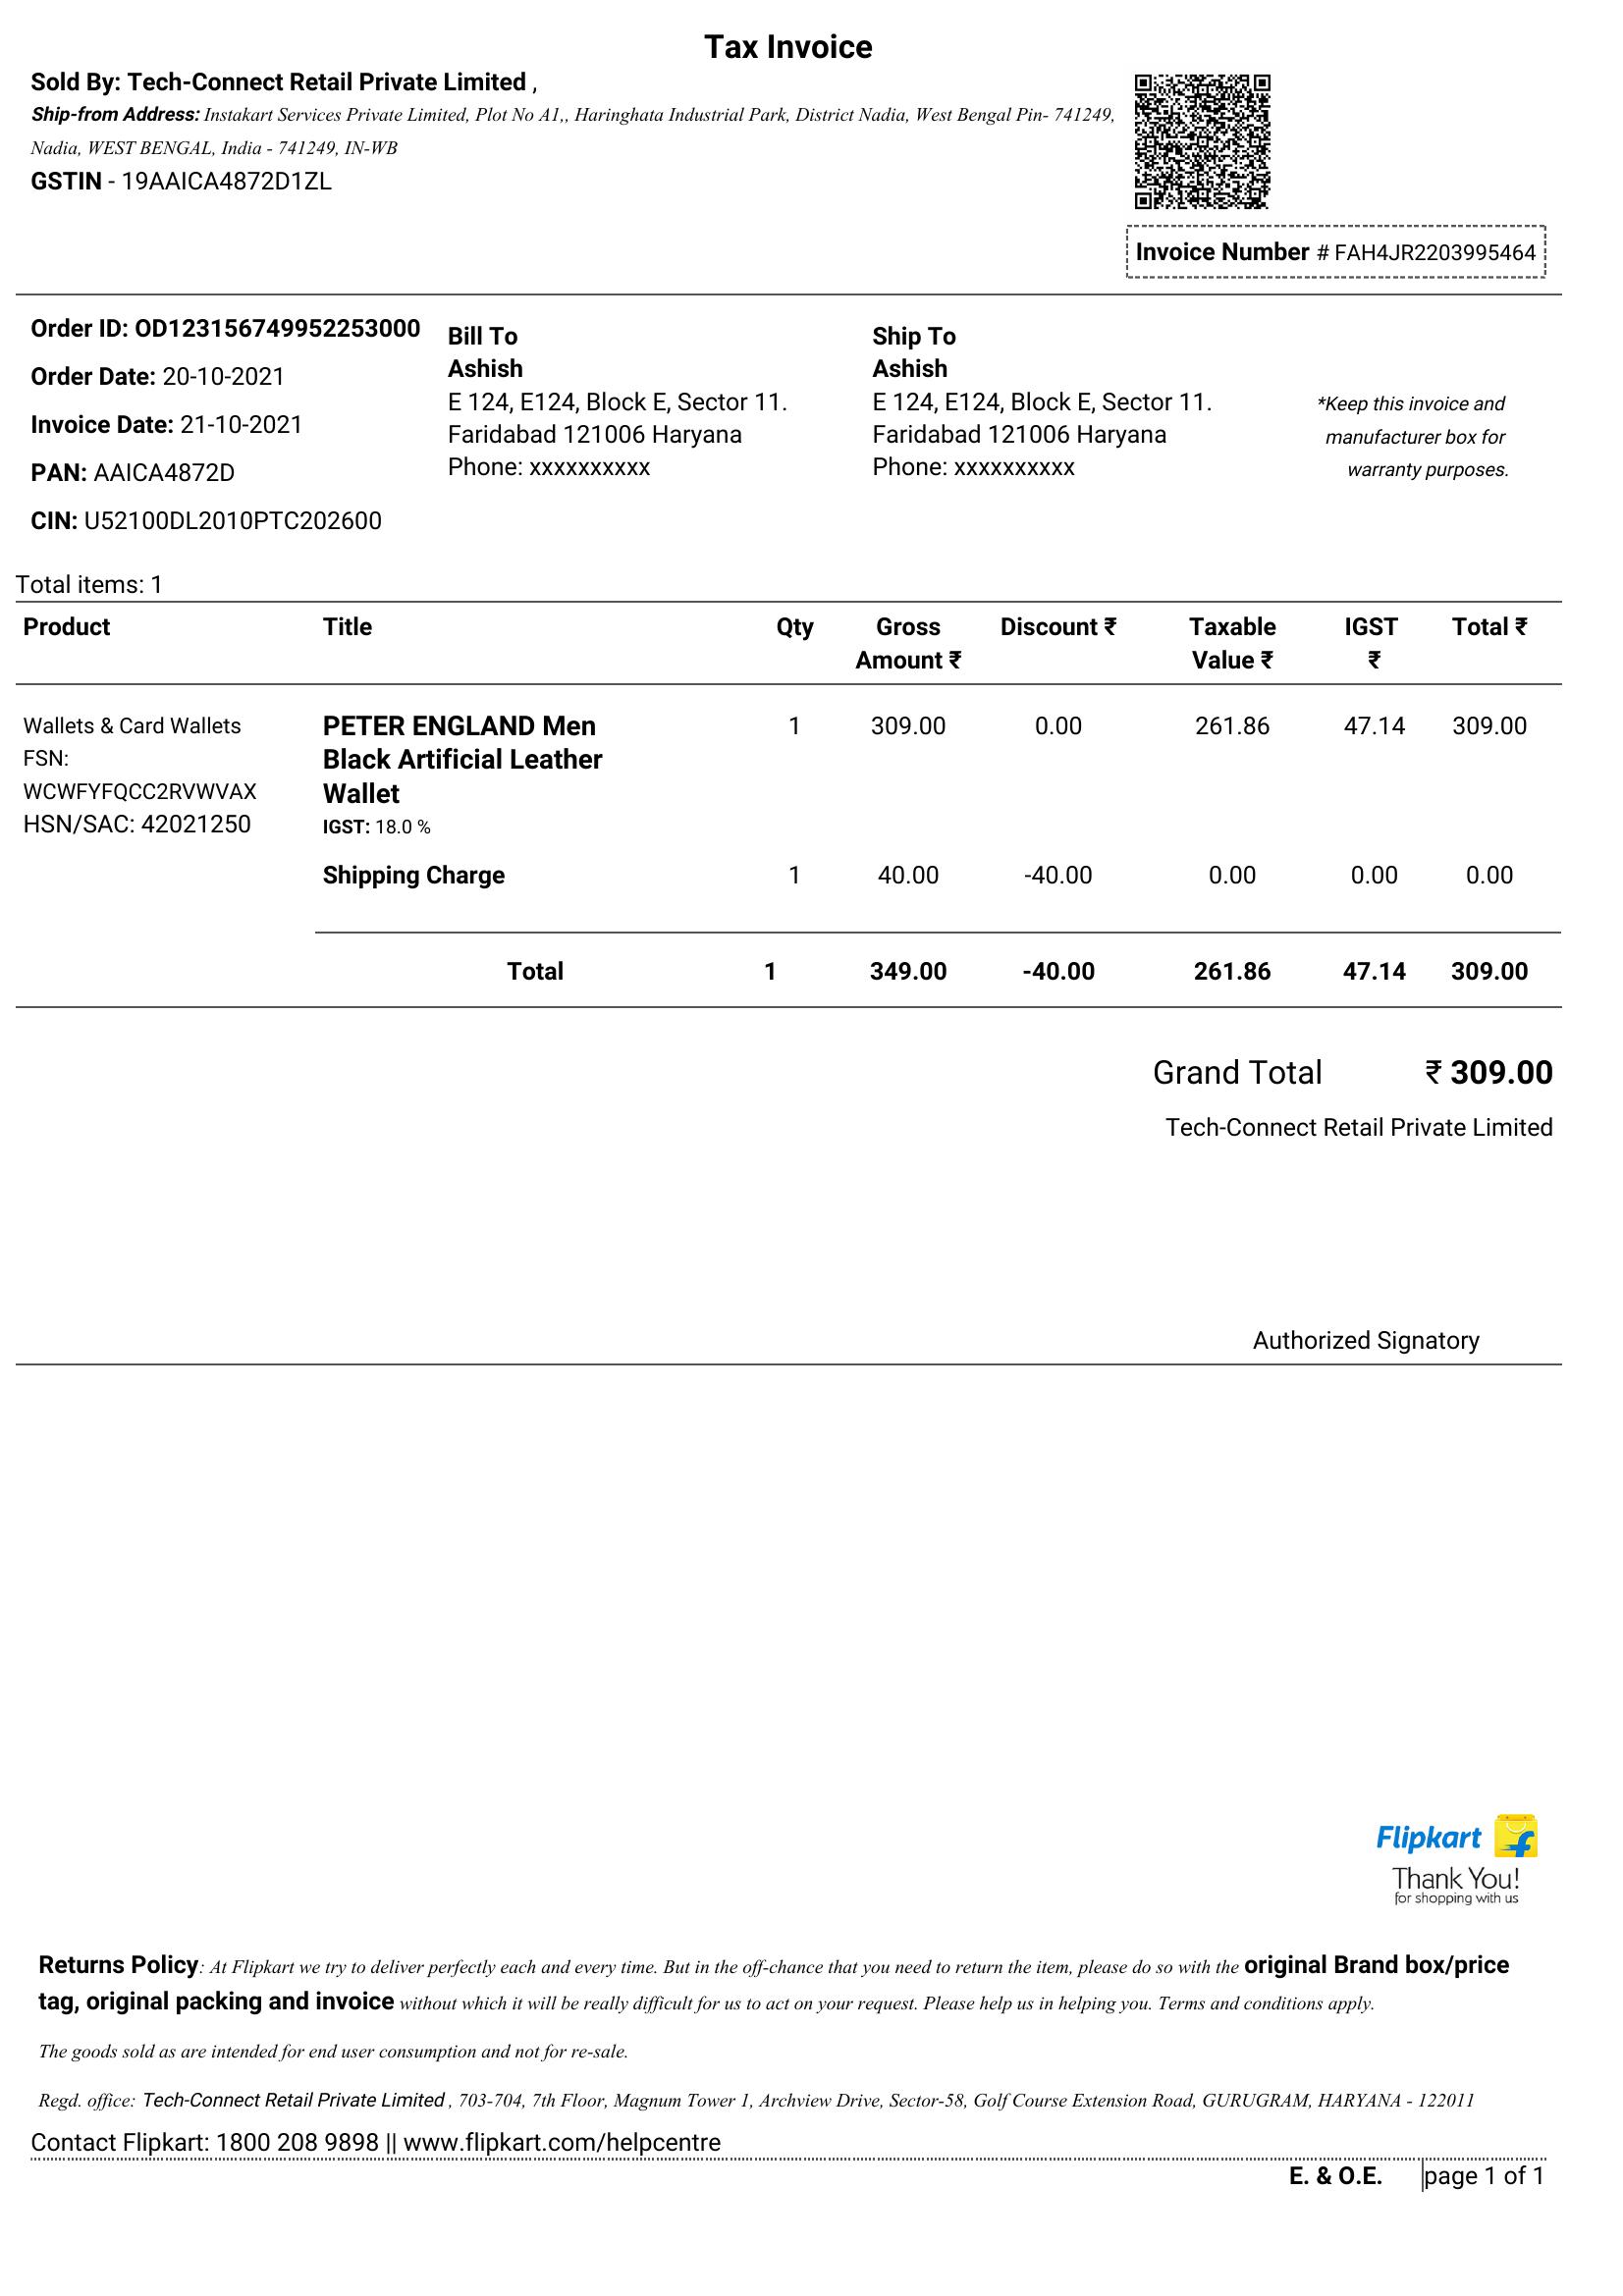 Tax Invoice
Sold By: Tech-Connect Retail Private Limited ,
Ship-from Address: Instakart Services Private Limited, Plot No A1,, Haringhata Industrial Park, District Nadia, West Bengal Pin- 741249,
Nadia, WEST BENGAL, India - 741249, IN-WB
GSTIN - 19AAICA4872D1ZL
Invoice Number # FAH4JR2203995464
Order ID: OD123156749952253000
Order Date: 20-10-2021
Invoice Date: 21-10-2021
PAN: AAICA4872D
CIN: U52100DL2010PTC202600
Bill To
Ashish
E 124, E124, Block E, Sector 11.
Faridabad 121006 Haryana
Phone: xxxxxxxxxx
Ship To
Ashish
E 124, E124, Block E, Sector 11.
Faridabad 121006 Haryana
Phone: xxxxxxxxxx
*Keep this invoice and
manufacturer box for
warranty purposes.
Total items: 1
Product Title Qty Gross Amount ₹ Discount ₹ Taxable Value ₹ IGST ₹ Total ₹
Wallets & Card Wallets
FSN:
WCWFYFQCC2RVWVAX
HSN/SAC: 42021250
PETER ENGLAND Men
Black Artificial Leather
Wallet
IGST: 18.0 %
1 309.00 0.00 261.86 47.14 309.00
Shipping Charge 1 40.00 -40.00 0.00 0.00 0.00
Total 1 349.00 -40.00 261.86 47.14 309.00
Grand Total ₹ 309.00
Tech-Connect Retail Private Limited
Authorized Signatory
Flipkart
Thank You!
for shopping with us
Returns Policy: At Flipkart we try to deliver perfectly each and every time. But in the off-chance that you need to return the item, please do so with the original Brand box/price
tag, original packing and invoice without which it will be really difficult for us to act on your request. Please help us in helping you. Terms and conditions apply.
The goods sold as are intended for end user consumption and not for re-sale.
Regd. office: Tech-Connect Retail Private Limited , 703-704, 7th Floor, Magnum Tower 1, Archview Drive, Sector-58, Golf Course Extension Road, GURUGRAM, HARYANA - 122011
Contact Flipkart: 1800 208 9898 || www.flipkart.com/helpcentre
E. & O.E. page 1 of 1